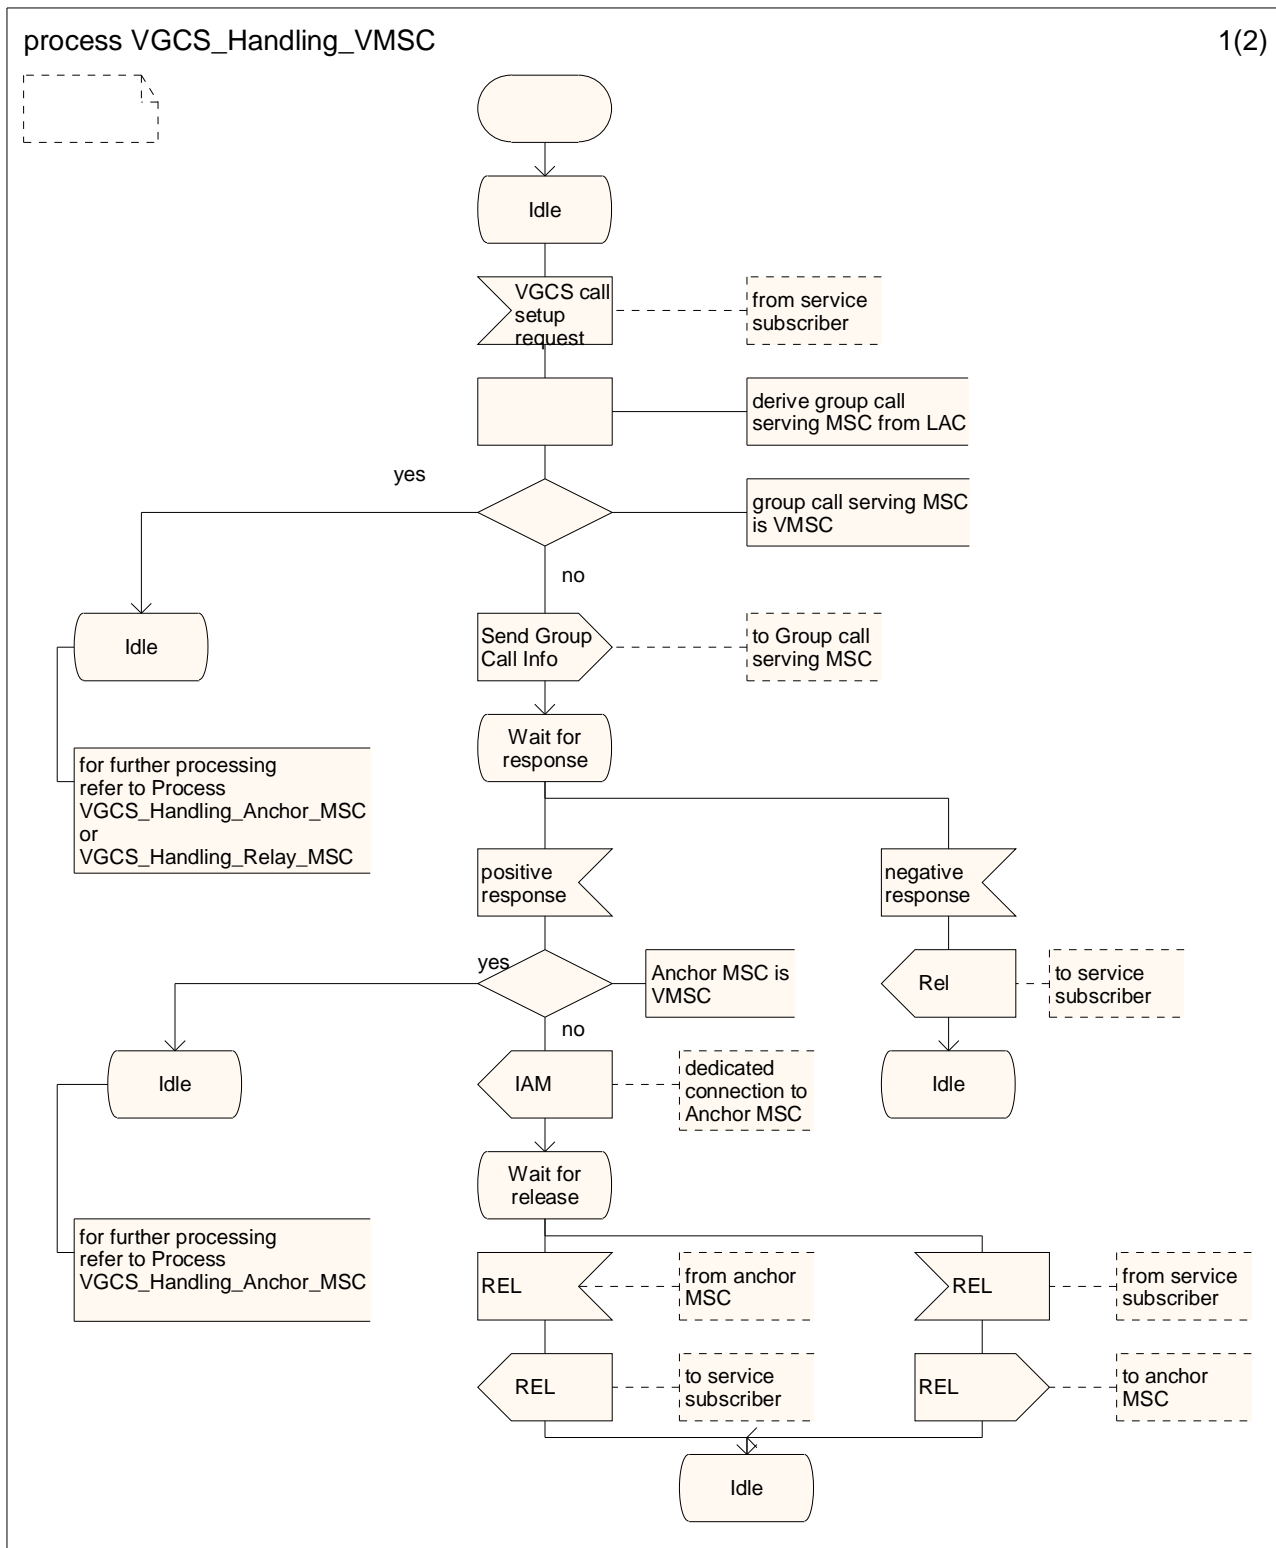 process VGCS_Handling_VMSC
1(2)
Idle
VGCS call
setup
request
from service
subscriber
derive group call
serving MSC from LAC
yes
group call serving MSC
is VMSC
no
Idle
Send Group
Call Info
to Group call
serving MSC
Wait for
response
for further processing
refer to Process
VGCS_Handling_Anchor_MSC
or
VGCS_Handling_Relay_MSC
positive
response
negative
response
yes
Anchor MSC is
VMSC
Rel
to service
subscriber
no
Idle
IAM
dedicated
connection to
Anchor MSC
Idle
Wait for
release
for further processing
refer to Process
VGCS_Handling_Anchor_MSC
REL
from anchor
MSC
REL
from service
subscriber
REL
to service
subscriber
REL
to anchor
MSC
Idle